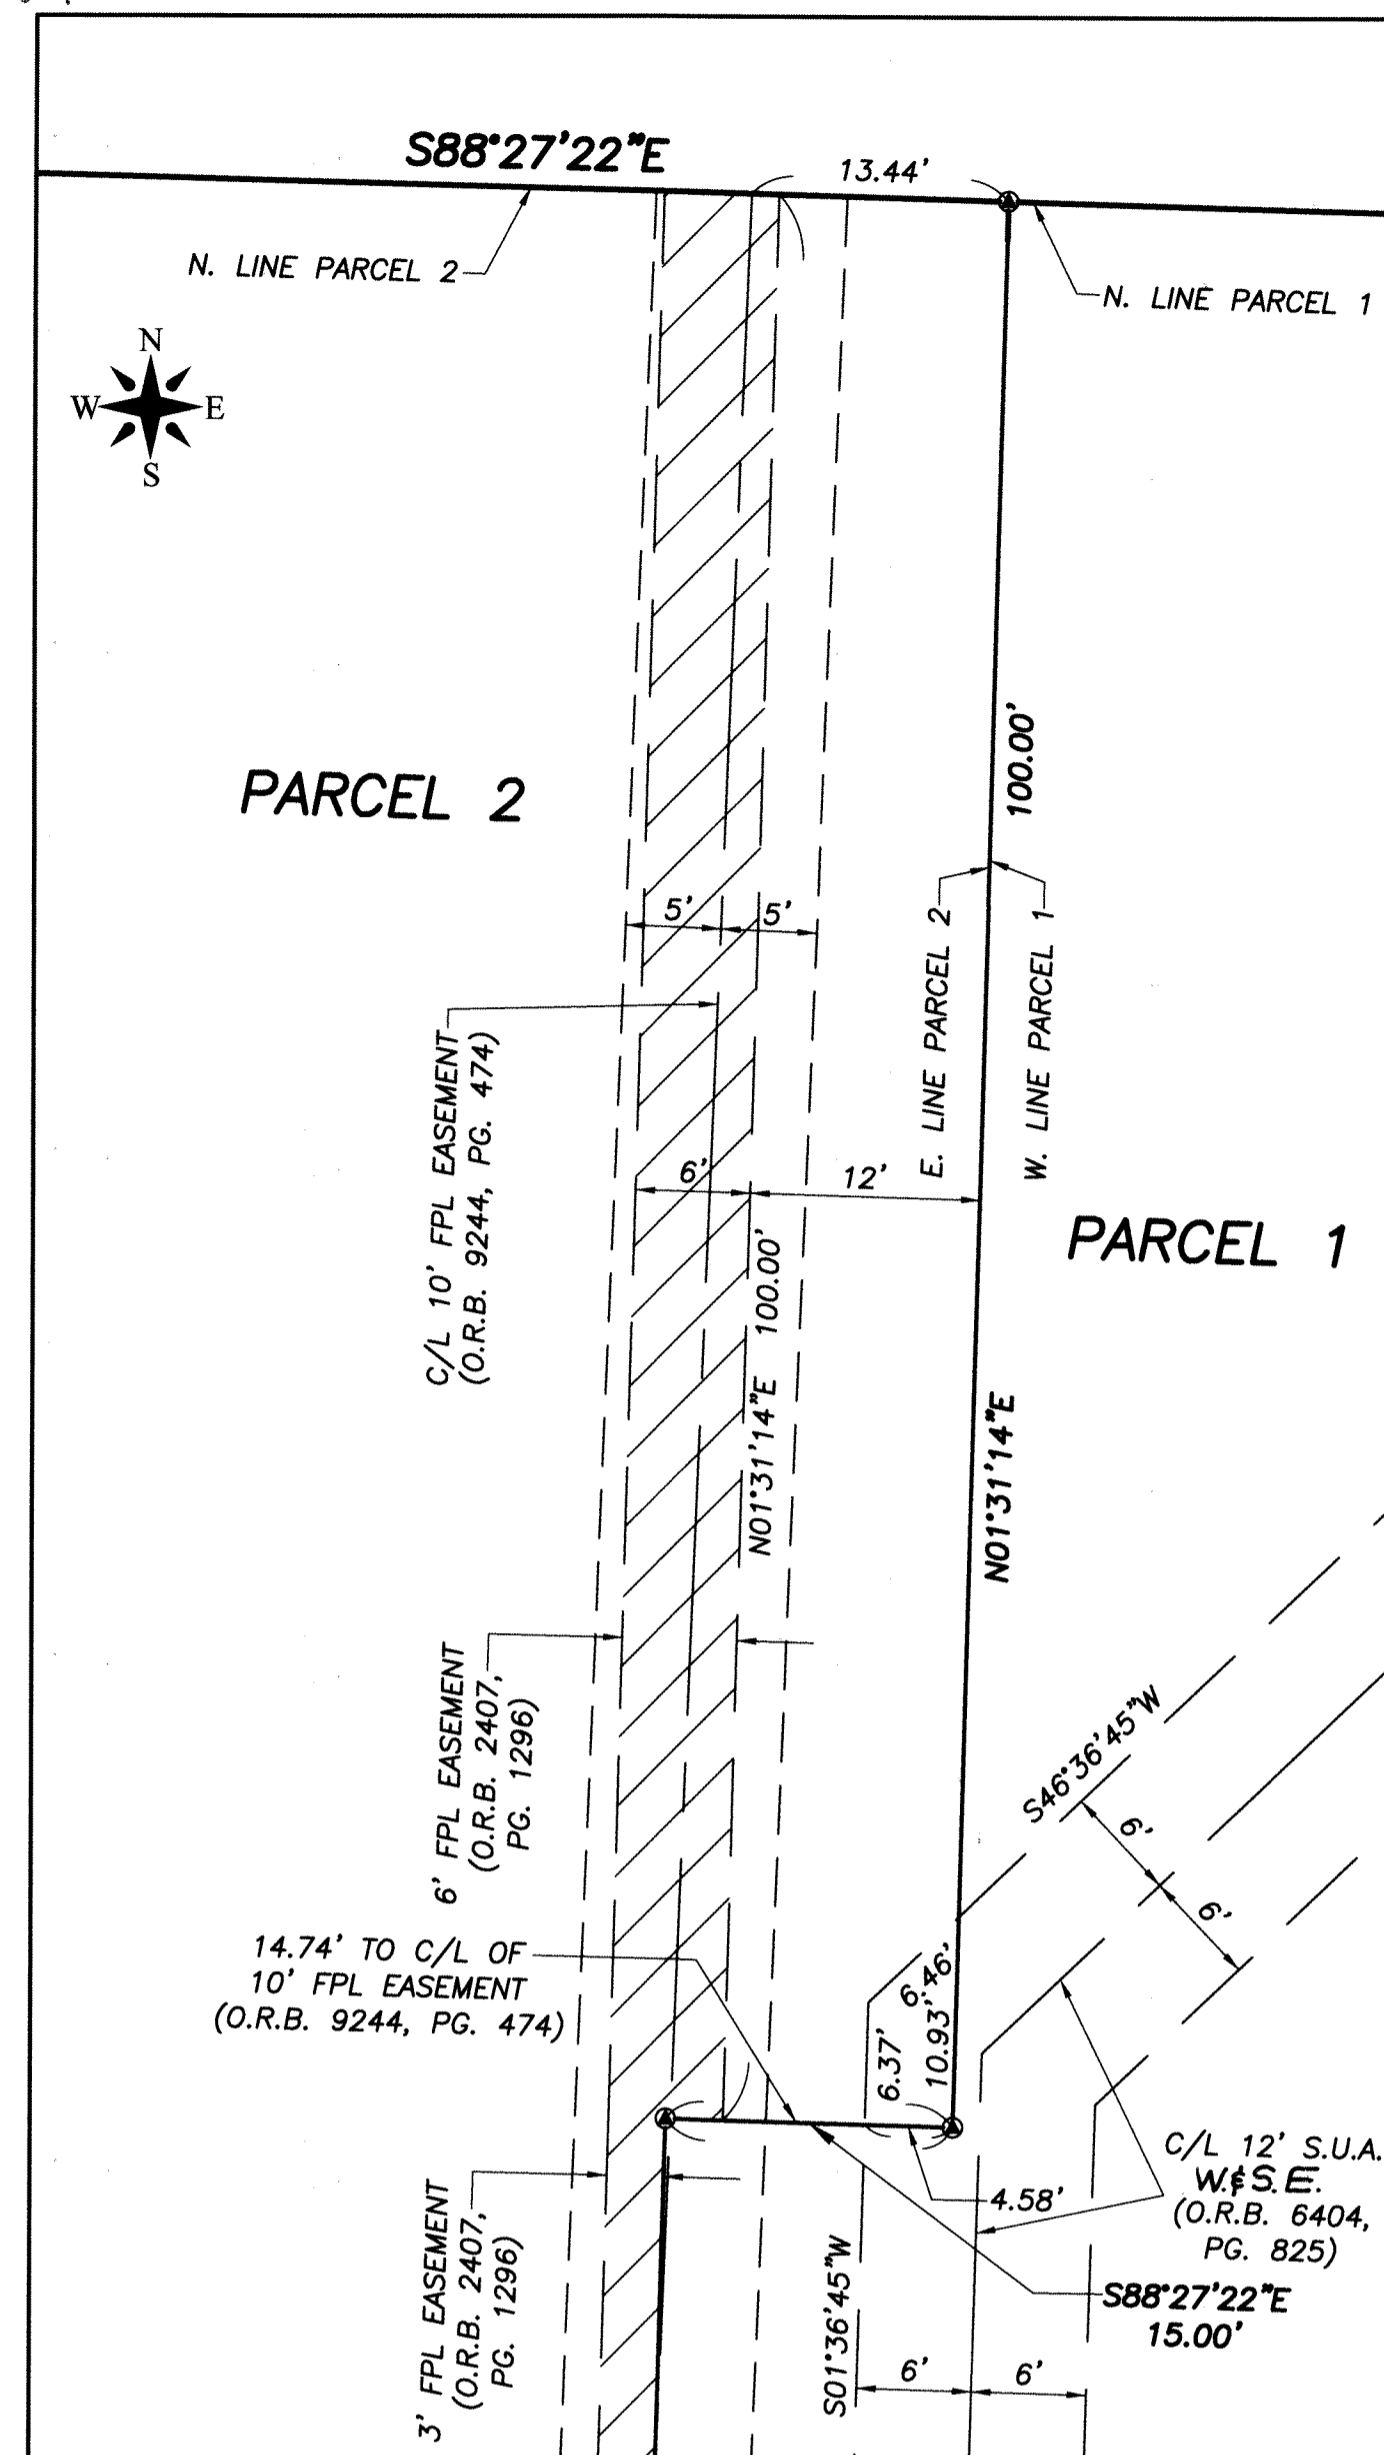 S88°27'22"E
13.44'
N. LINE PARCEL 2
N. LINE PARCEL 1
N
W
E
S
100.00'
PARCEL 2
5'
5'
E. LINE PARCEL 2
W. LINE PARCEL 1
C/L 10' FPL EASEMENT
(O.R.B. 9244, PG. 474)
6'
12'
PARCEL 1
N01°31'14"E 100.00'
N01°31'14"E
6' FPL EASEMENT
(O.R.B. 2407,
PG. 1296)
S46°36'45"W
6'
6'
14.74' TO C/L OF
10' FPL EASEMENT
(O.R.B. 9244, PG. 474)
6.46'
6.37'
10.93'
C/L 12' S.U.A.
W.&S.E.
(O.R.B. 6404,
PG. 825)
4.58'
3' FPL EASEMENT
(O.R.B. 2407,
PG. 1296)
S01°36'45"W
S88°27'22"E
15.00'
6'
6'